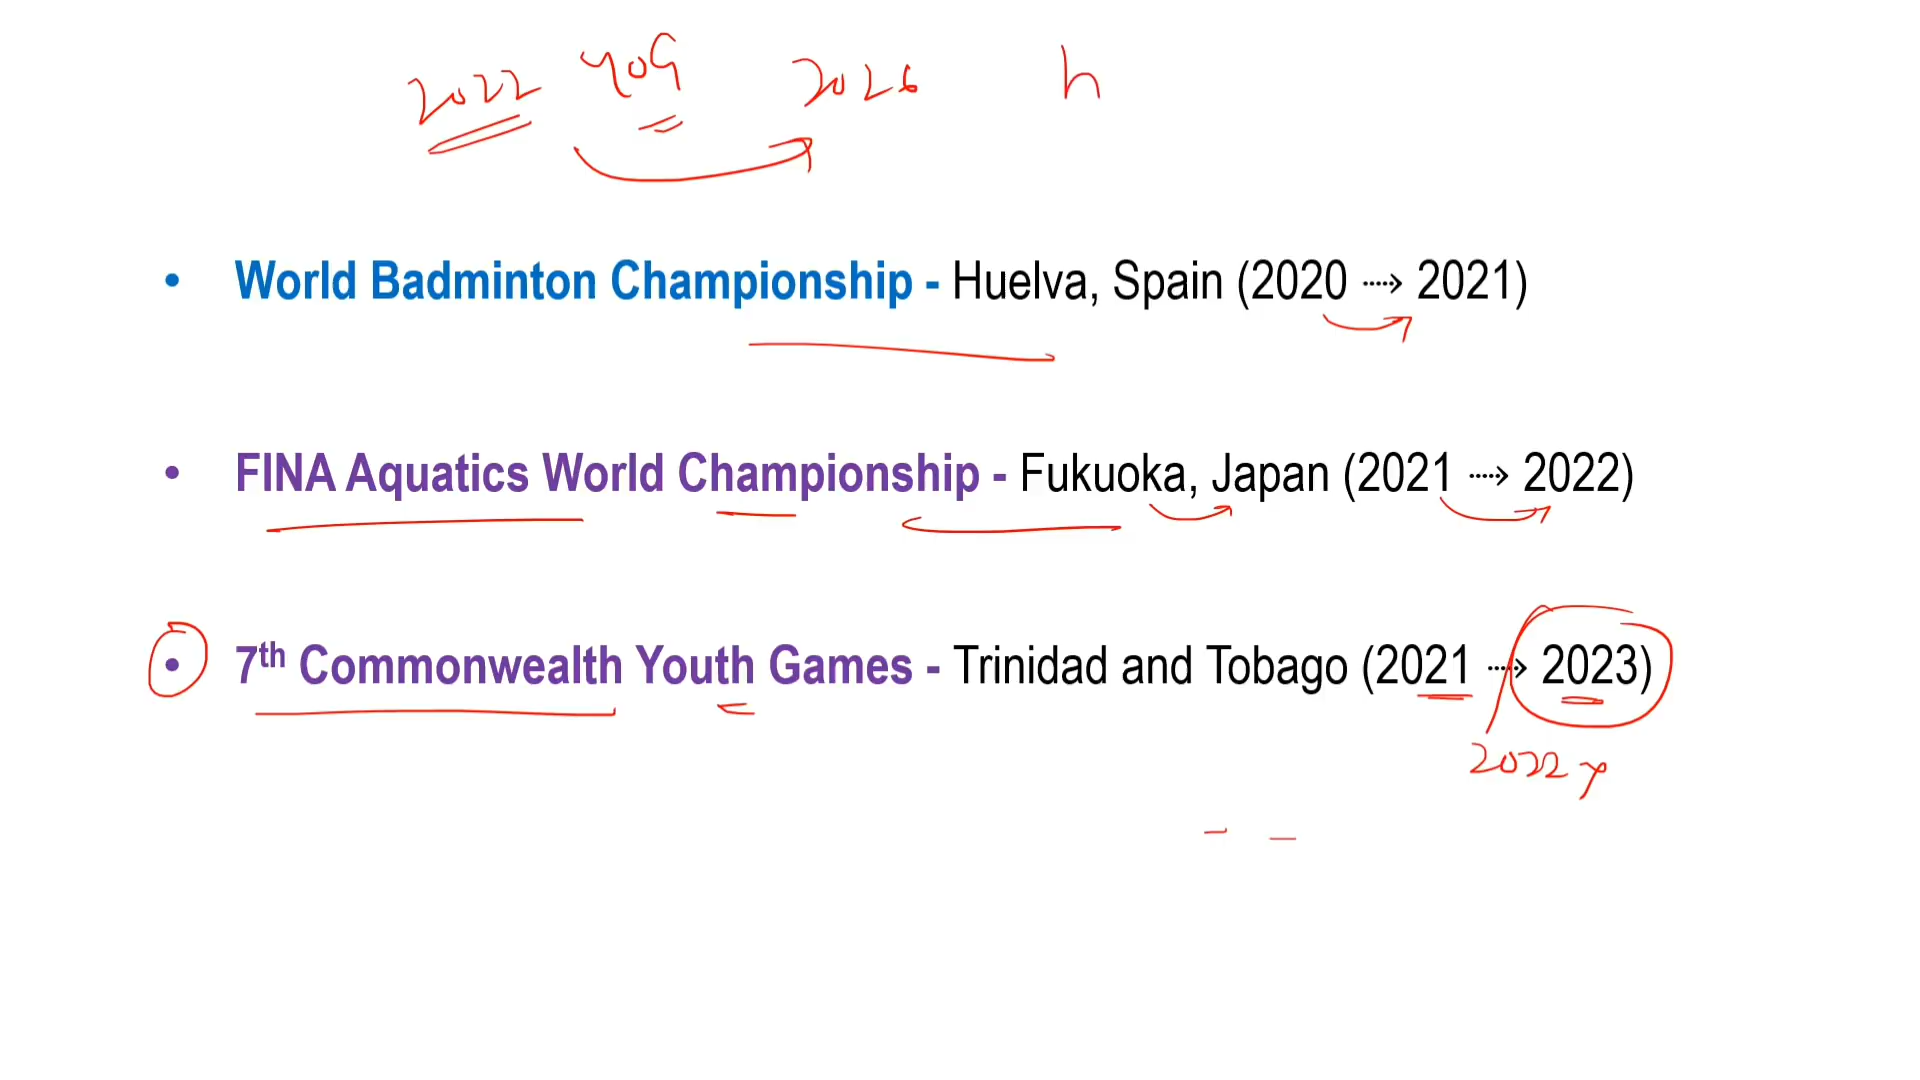 2022 YOG 2026 h
• World Badminton Championship - Huelva, Spain (2020 ⤑ 2021)
• FINA Aquatics World Championship - Fukuoka, Japan (2021 ⤑ 2022)
• 7th Commonwealth Youth Games - Trinidad and Tobago (2021 ⤑ 2023)
2022 x